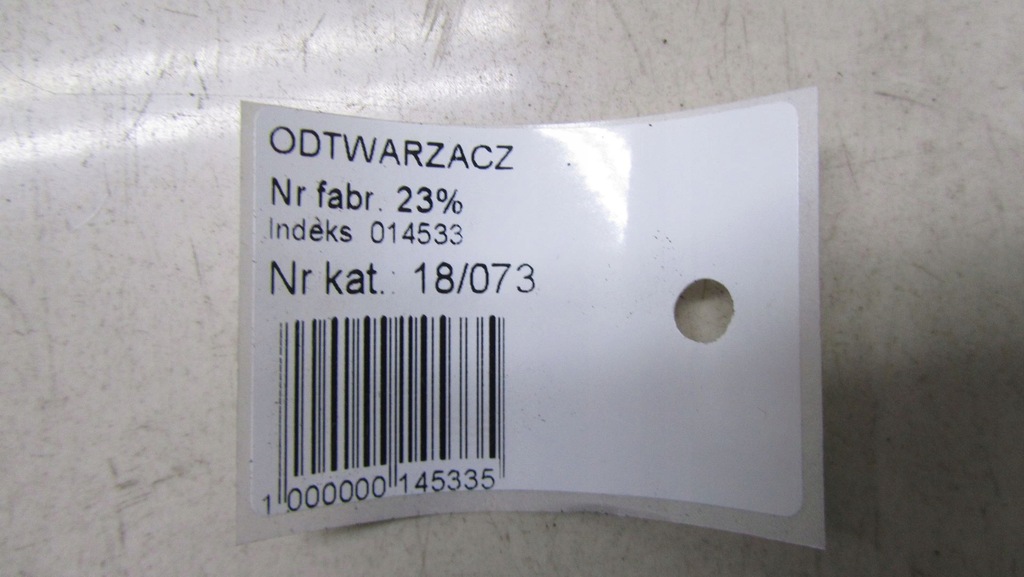 ODTWARZACZ
Nr fabr. 23%
Indeks 014533
Nr kat.: 18/073
1 000000 145335